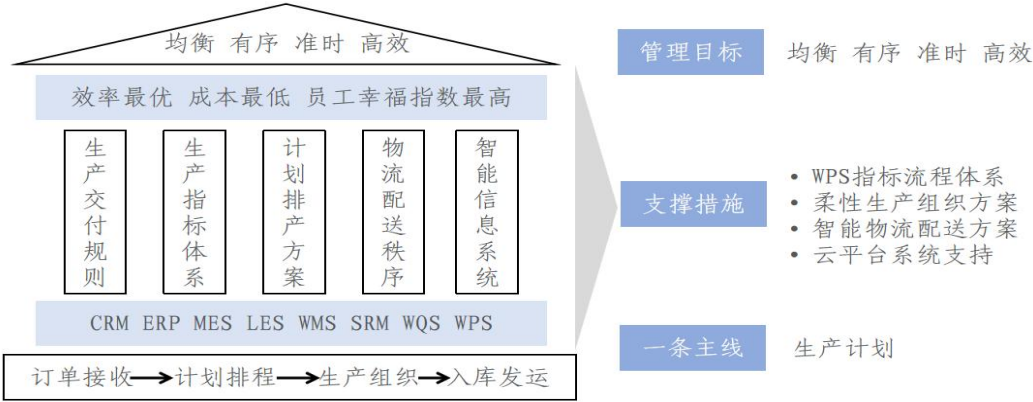 均衡 有序 准时 高效
效率最优 成本最低 员工幸福指数最高
生产交付规则
生产指标体系
计划排产方案
物流配送秩序
智能信息系统
CRM ERP MES LES WMS SRM WQS WPS
订单接收 计划排程 生产组织 入库发运
管理目标
均衡 有序 准时 高效
支撑措施
• WPS指标流程体系
• 柔性生产组织方案
• 智能物流配送方案
• 云平台系统支持
一条主线
生产计划